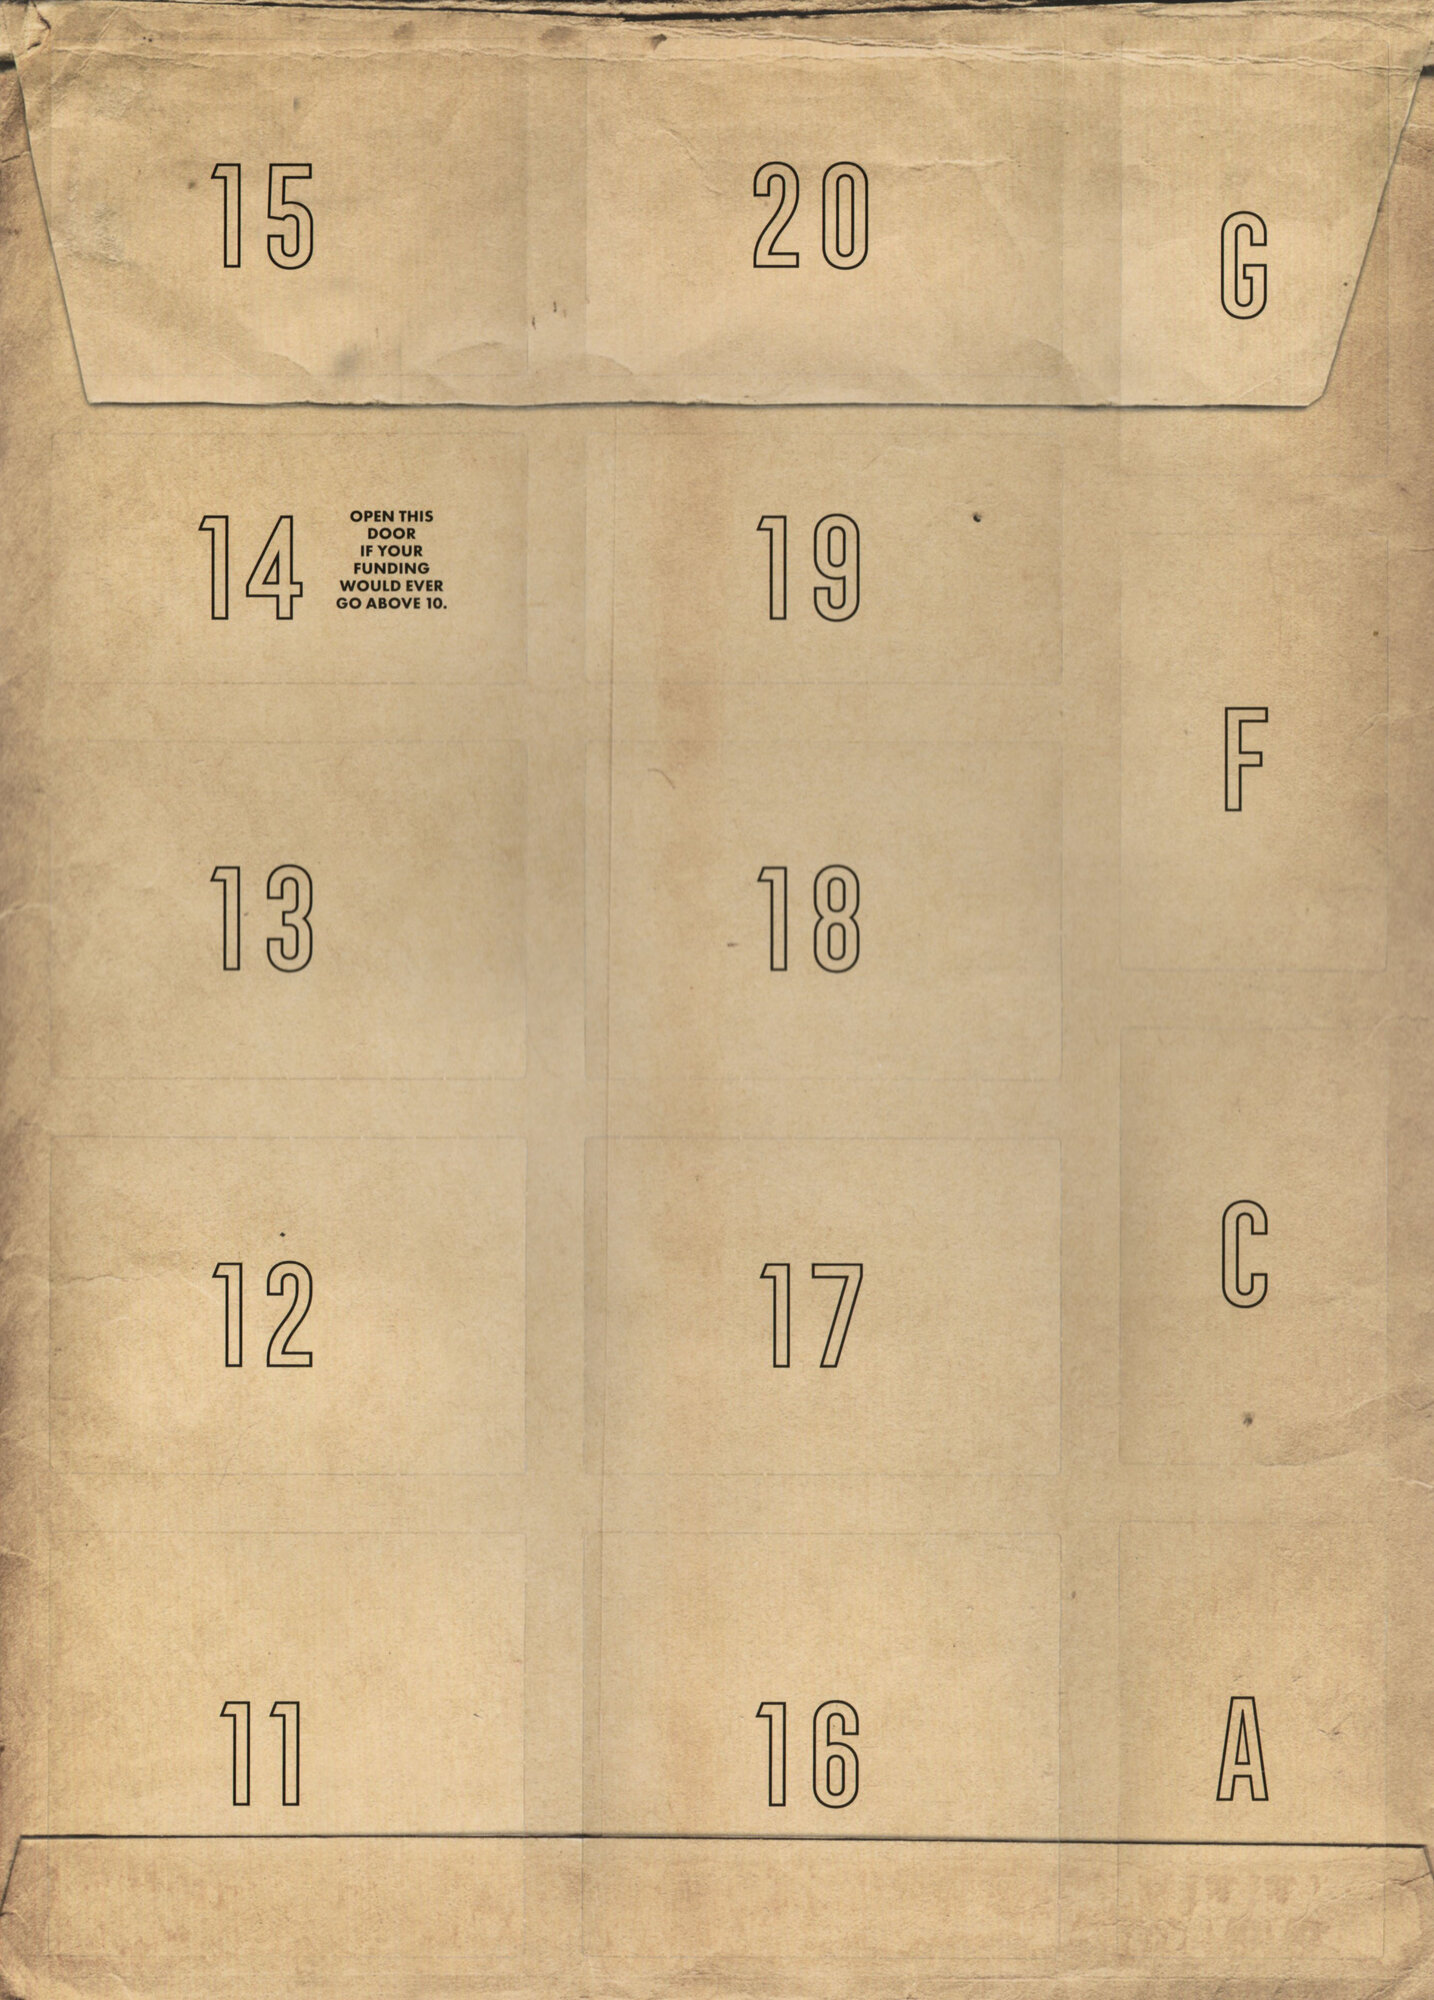 15
20
G
14
OPEN THIS
DOOR
IF YOUR
FUNDING
WOULD EVER
GO ABOVE 10.
19
F
13
18
12
17
C
11
16
A